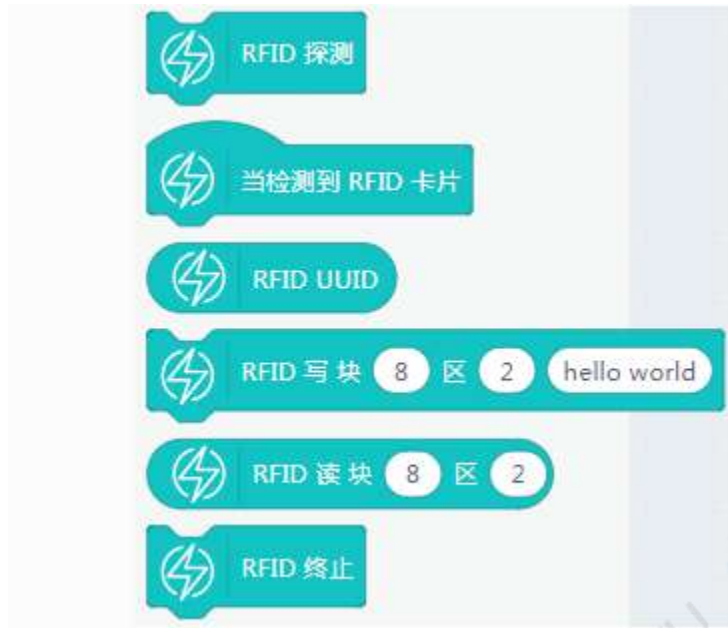 RFID 探测
当检测到 RFID 卡片
RFID UUID
RFID 写 块 8 区 2 hello world
RFID 读 块 8 区 2
RFID 终止